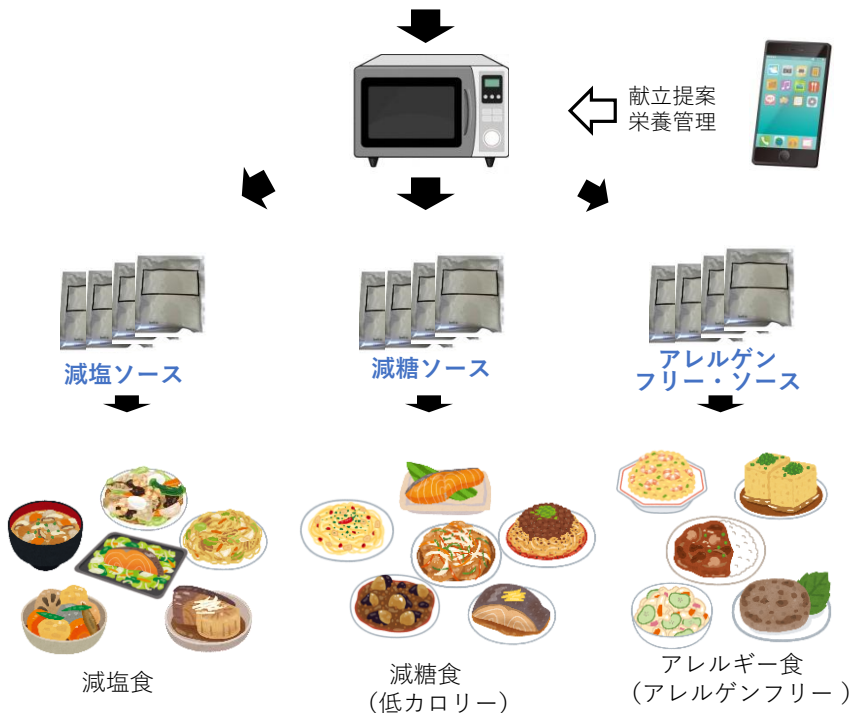 献立提案
栄養管理
減塩ソース
減糖ソース
アレルゲン
フリー・ソース
減塩食
減糖食
（低カロリー）
アレルギー食
（アレルゲンフリー ）